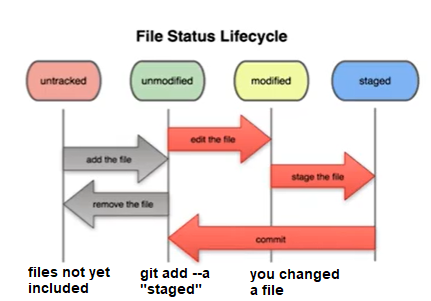 File Status Lifecycle
untracked
unmodified
modified
staged
edit the file
add the file
stage the file
remove the file
commit
files not yet
included
git add --a
"staged"
you changed
a file